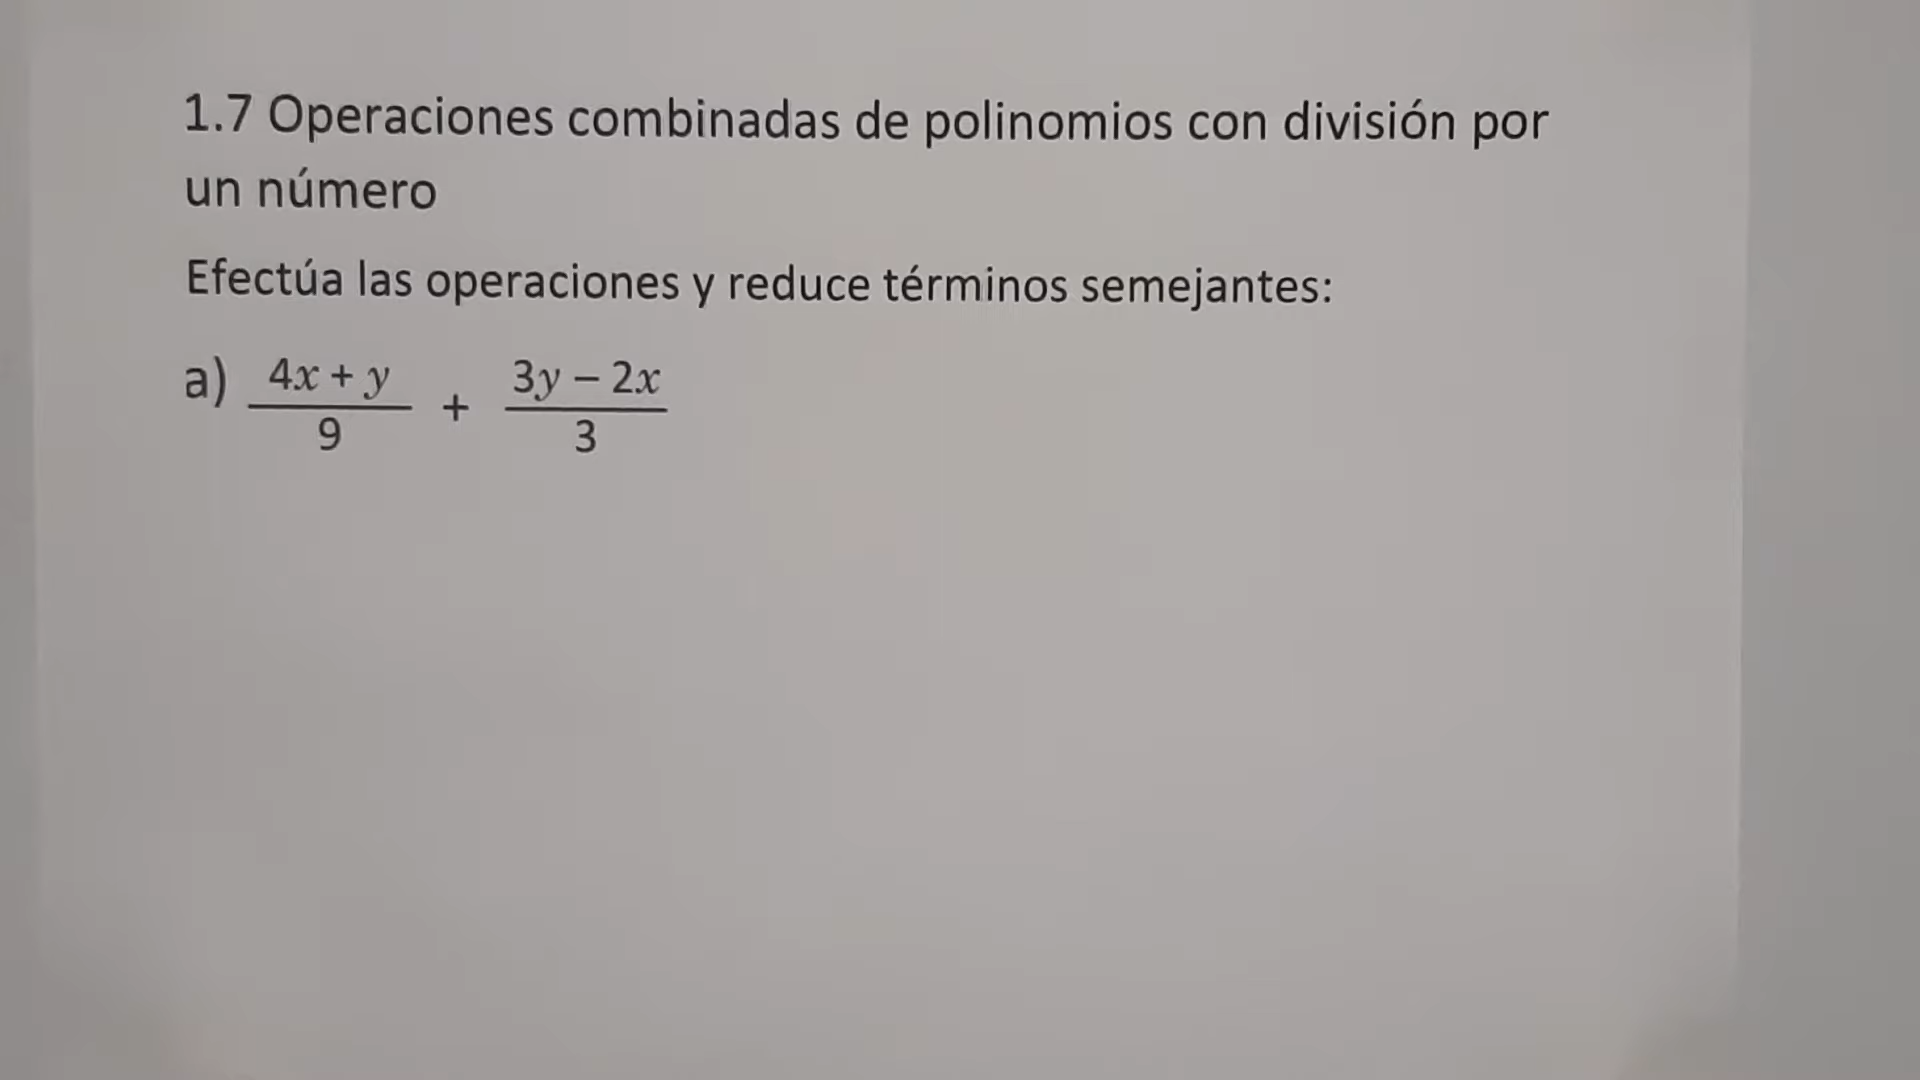 1.7 Operaciones combinadas de polinomios con división por
un número
Efectúa las operaciones y reduce términos semejantes:
a) 4x + y / 9 + 3y – 2x / 3